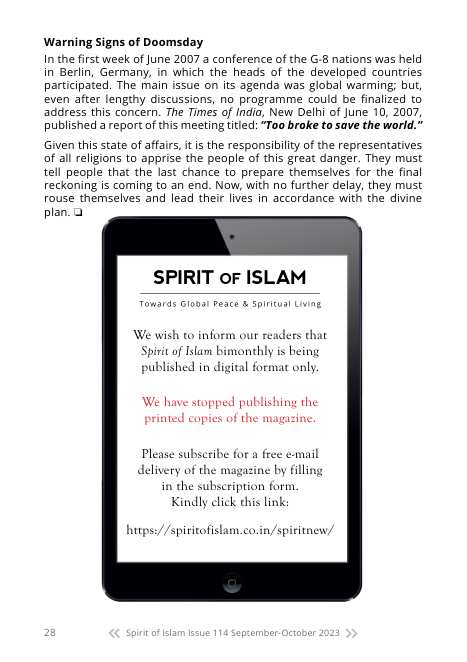 Warning Signs of Doomsday
In the first week of June 2007 a conference of the G-8 nations was held
in Berlin, Germany, in which the heads of the developed countries
participated. The main issue on its agenda was global warming; but,
even after lengthy discussions, no programme could be finalized to
address this concern. The Times of India, New Delhi of June 10, 2007,
published a report of this meeting titled: “Too broke to save the world.”
Given this state of affairs, it is the responsibility of the representatives
of all religions to apprise the people of this great danger. They must
tell people that the last chance to prepare themselves for the final
reckoning is coming to an end. Now, with no further delay, they must
rouse themselves and lead their lives in accordance with the divine
plan. ❑
SPIRIT OF ISLAM
Towards Global Peace & Spiritual Living
We wish to inform our readers that
Spirit of Islam bimonthly is being
published in digital format only.
We have stopped publishing the
printed copies of the magazine.
Please subscribe for a free e-mail
delivery of the magazine by filling
in the subscription form.
Kindly click this link:
https://spiritofislam.co.in/spiritnew/
28 Spirit of Islam Issue 114 September-October 2023